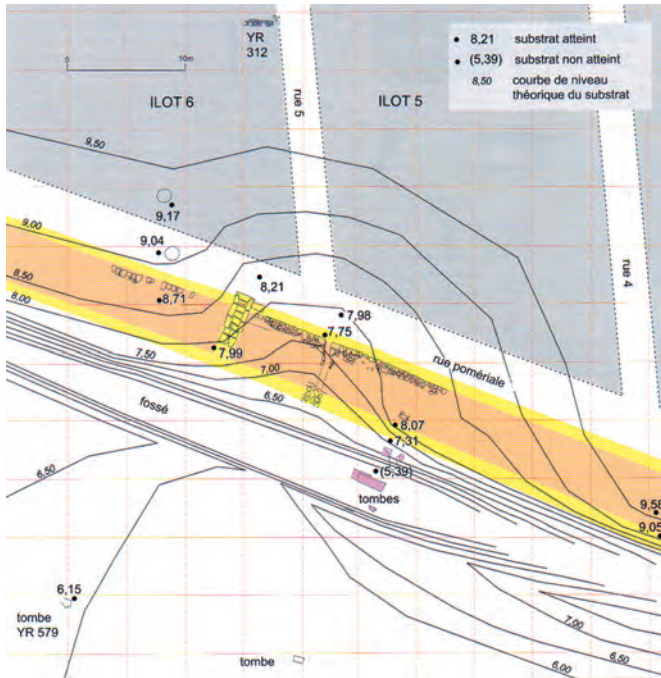 YR
312
8,21 substrat atteint
(5,39) substrat non atteint
8,50 courbe de niveau
théorique du substrat
0 10m
ILOT 6
rue 5
ILOT 5
9,50
9,17
9,04
9,00
8,50
8,71
8,21
8,00
7,98
7,75
7,99
rue 4
7,50
7,00
rue pomériale
6,50
fossé
8,07
7,31
(5,39)
tombes
6,50
9,58
9,05
6,15
tombe
YR 579
tombe
7,00
6,50
6,00